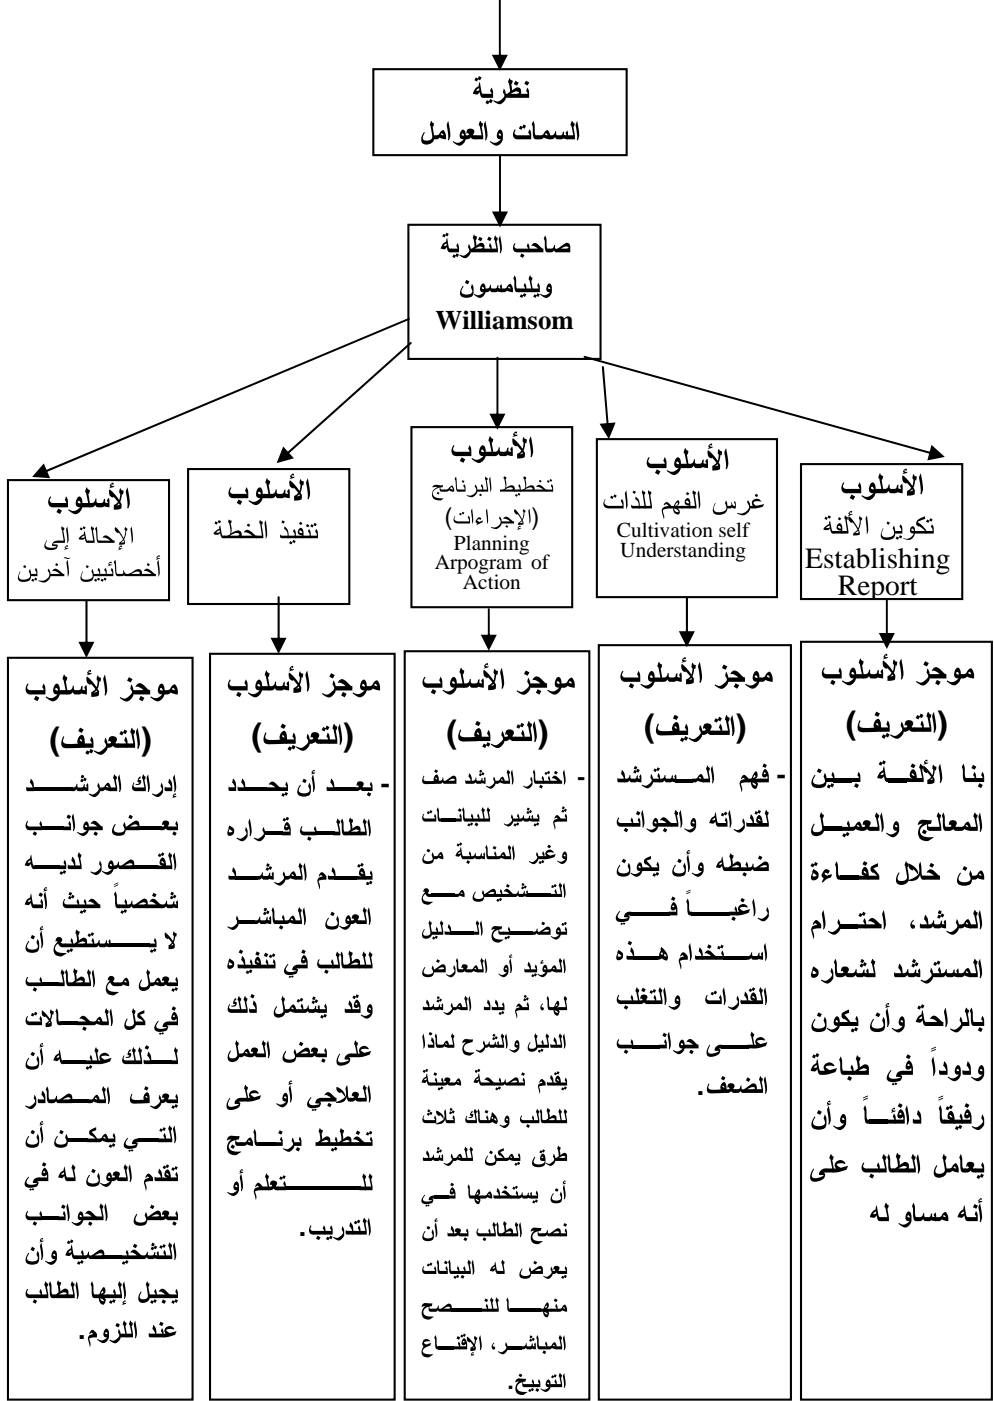 نظرية
السمات والعوامل
صاحب النظرية
ويليامسون
Williamsom
الأسلوب
تكوين الألفة
Establishing
Report
الأسلوب
غرس الفهم للذات
Cultivation self
Understanding
الأسلوب
تخطيط البرنامج
(الإجراءات)
Planning
Arpogram of
Action
الأسلوب
تنفيذ الخطة
الأسلوب
الإحالة إلى
أخصائيين آخرين
موجز الأسلوب
(التعريف)
بنا الألفة بين
المعالج والعميل
من خلال كفاءة
المرشد، احترام
المسترشد لشعاره
بالراحة وأن يكون
ودوداً في طباعة
رفيقاً دافئاً وأن
يعامل الطالب على
أنه مساو له
موجز الأسلوب
(التعريف)
- فهم المسترشد
لقدراته والجوانب
ضبطه وأن يكون
راغباً في
استخدام هذه
القدرات والتغلب
على جوانب
الضعف.
موجز الأسلوب
(التعريف)
- اختبار المرشد صف
ثم يشير للبيانات
وغير المناسبة من
التشخيص مع
توضيح الدليل
المؤيد أو المعارض
لها، ثم يدد المرشد
الدليل والشرح لماذا
يقدم نصيحة معينة
للطالب وهناك ثلاث
طرق يمكن للمرشد
أن يستخدمها في
نصح الطالب بعد أن
يعرض له البيانات
منها للنصح
المباشر، الإقناع
التوبيخ.
موجز الأسلوب
(التعريف)
- بعد أن يحدد
الطالب قراره
يقدم المرشد
العون المباشر
للطالب في تنفيذه
وقد يشتمل ذلك
على بعض العمل
العلاجي أو على
تخطيط برنامج
للتعلم أو
التدريب.
موجز الأسلوب
(التعريف)
إدراك المرشد
بعض جوانب
القصور لديه
شخصياً حيث أنه
لا يستطيع أن
يعمل مع الطالب
في كل المجالات
لذلك عليه أن
يعرف المصادر
التي يمكن أن
تقدم العون له في
بعض الجوانب
التشخيصية وأن
يجيل إليها الطالب
عند اللزوم.